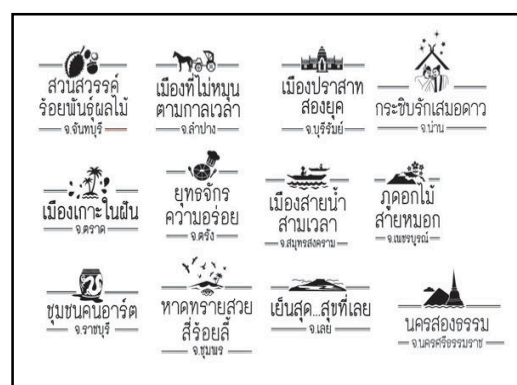 สวนสวรรค์
ร้อยพันธุ์ผลไม้
จ.จันทบุรี
เมืองที่ไม่หมุน
ตามกาลเวลา
จ.ลำปาง
เมืองปราสาท
สองยุค
จ.บุรีรัมย์
กระซิบรักเสมอดาว
จ.น่าน
เมืองเกาะในฝัน
จ.ตราด
ยุทธจักร
ความอร่อย
จ.ตรัง
เมืองสายน้ำ
สามเวลา
จ.สมุทรสงคราม
ภูดอกไม้
สายหมอก
จ.เพชรบูรณ์
ชุมชนคนอาร์ต
จ.ราชบุรี
หาดทรายสวย
สี่ร้อยลี้
จ.ชุมพร
เย็นสุด...สุขที่เลย
จ.เลย
นครสองธรรม
จ.นครศรีธรรมราช